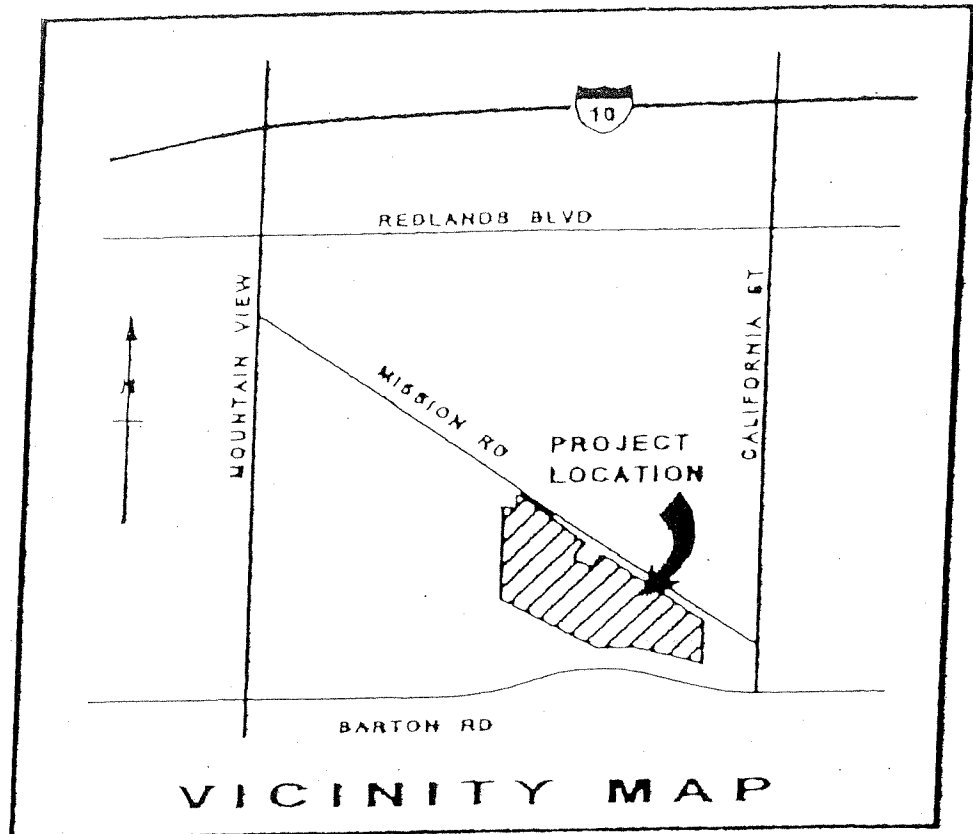 10
REDLANDS BLVD
MOUNTAIN VIEW
CALIFORNIA ST
N
MISSION RD
PROJECT
LOCATION
BARTON RD
VICINITY MAP